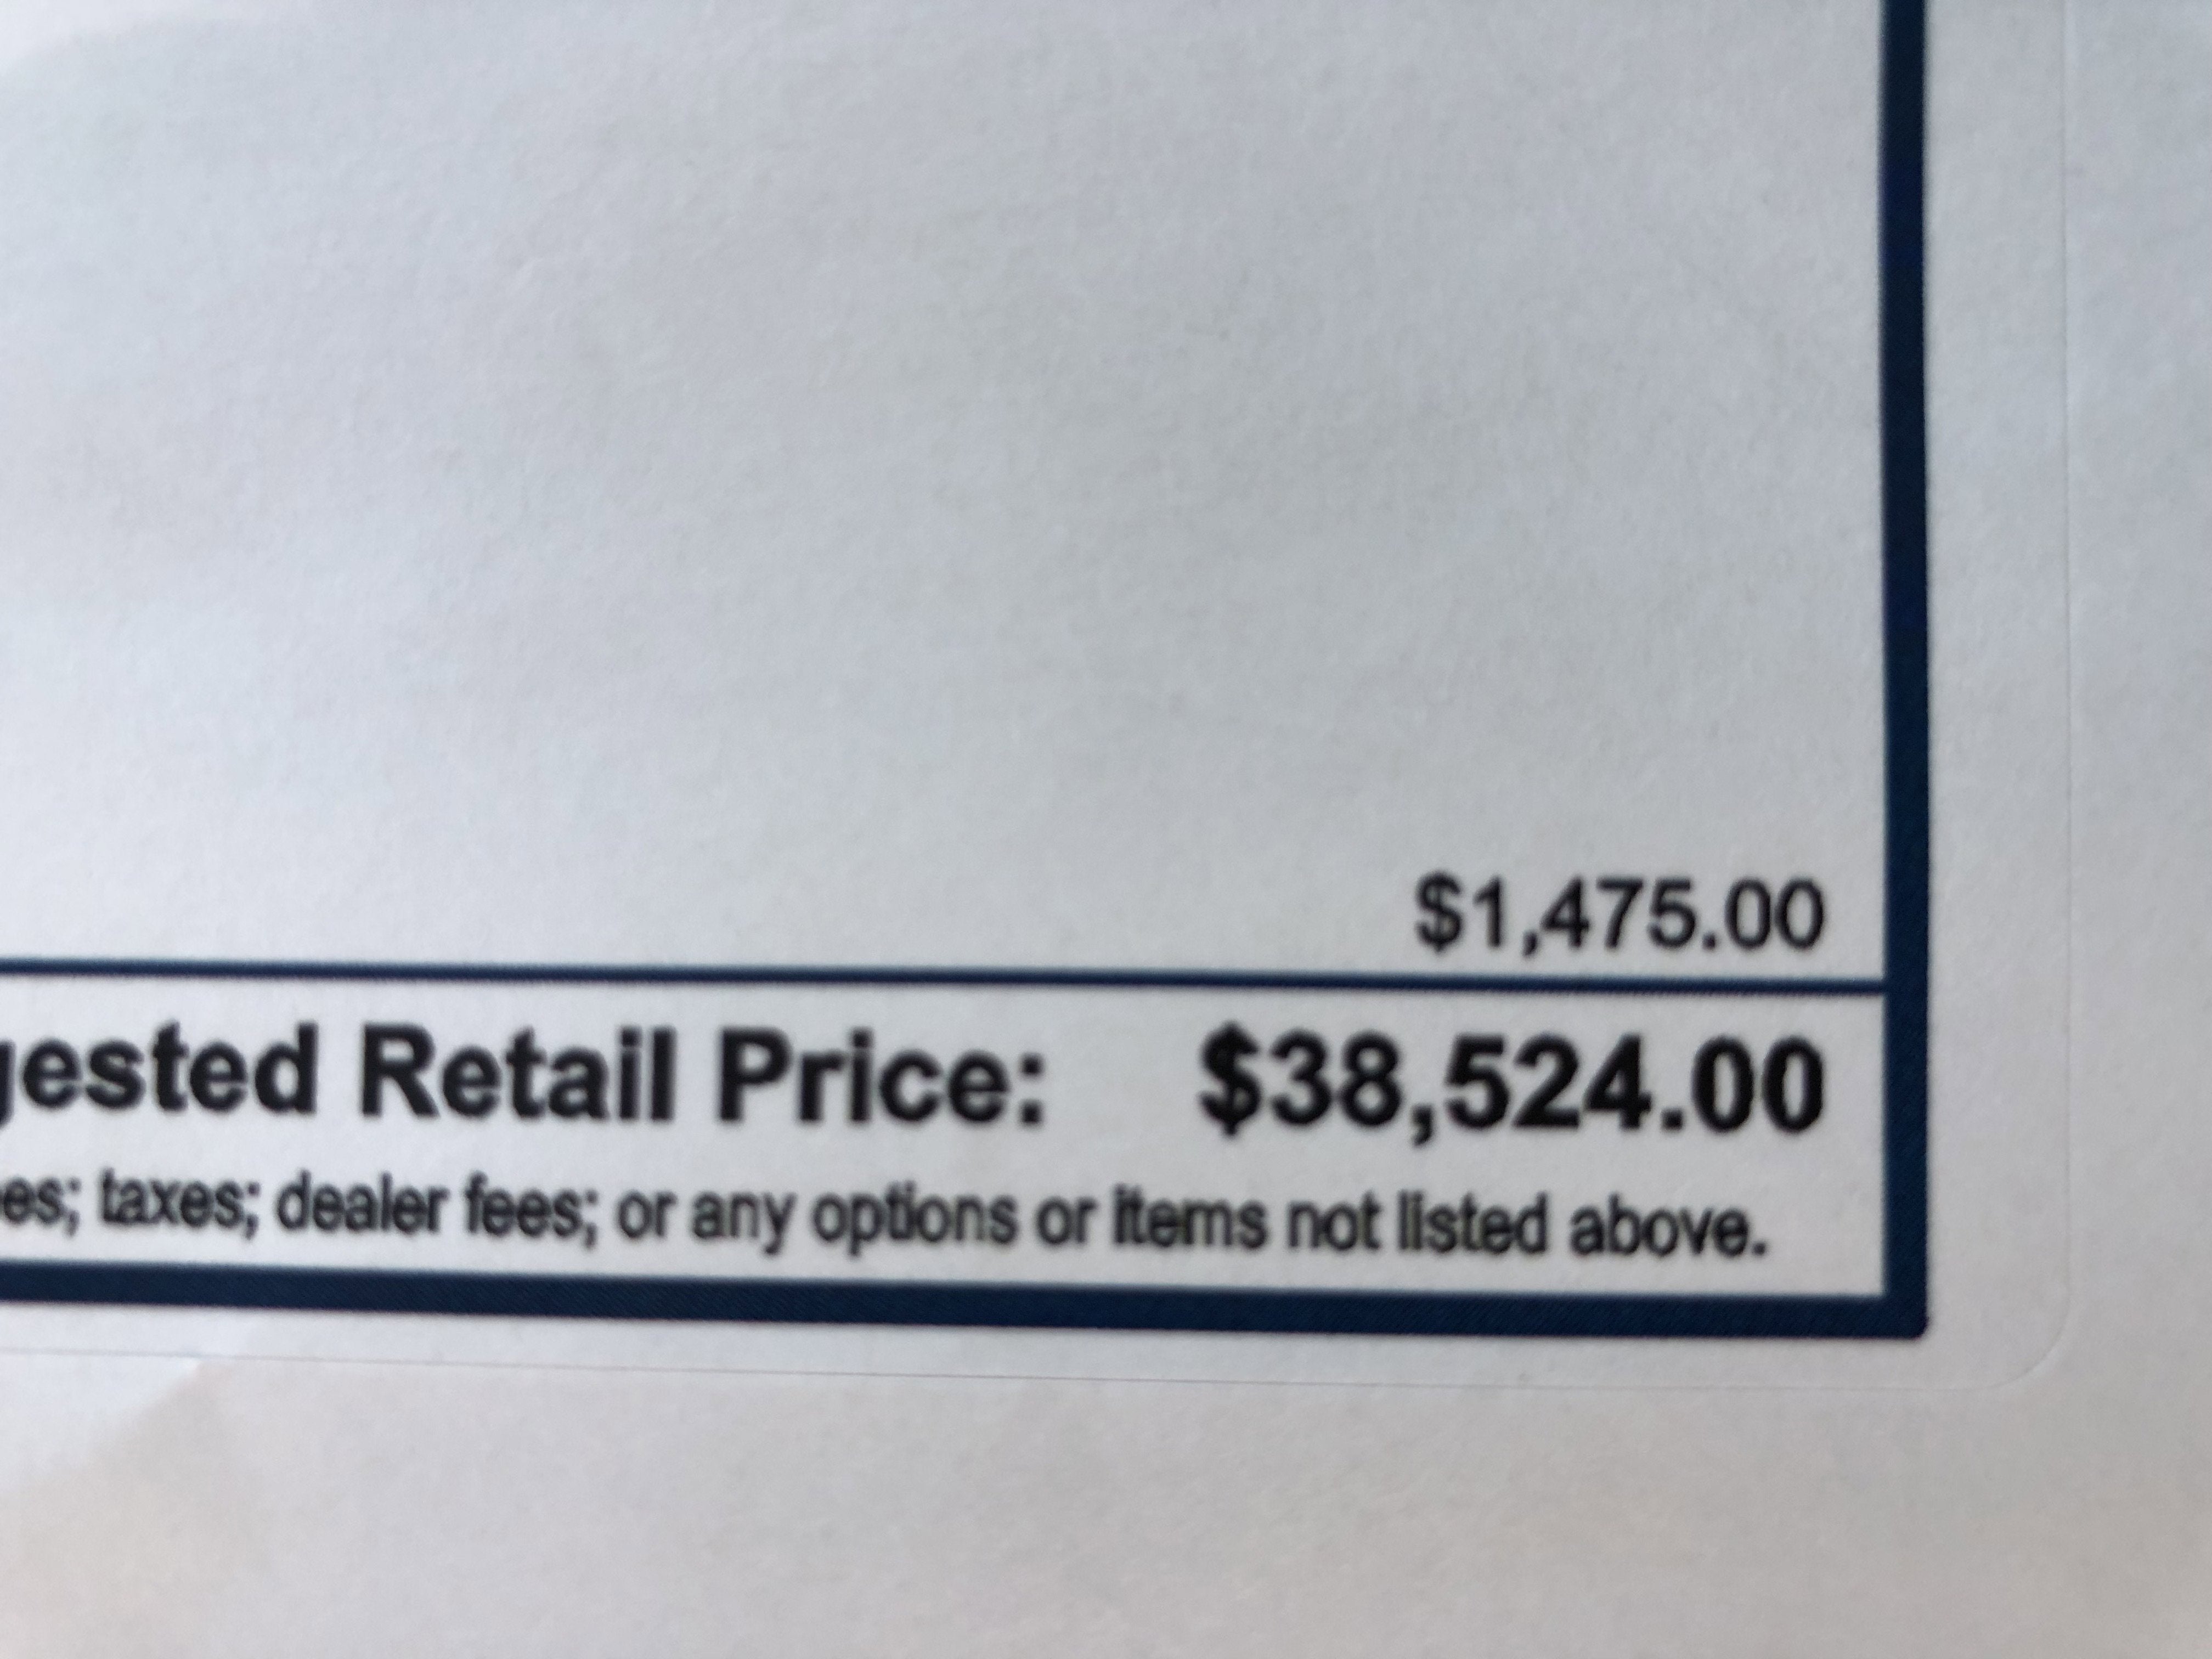 $1,475.00
gested Retail Price: $38,524.00
es; taxes; dealer fees; or any options or items not listed above.